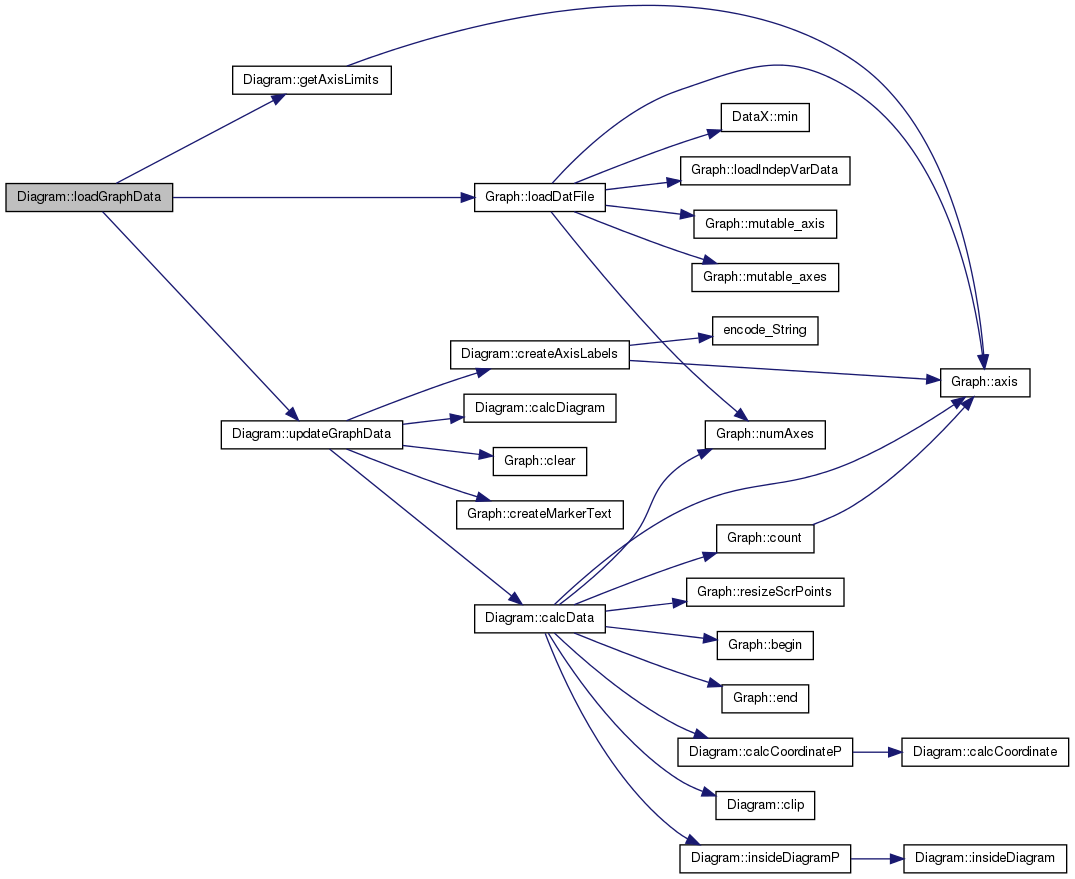 Diagram::getAxisLimits
DataX::min
Graph::loadIndepVarData
Diagram::loadGraphData
Graph::loadDatFile
Graph::mutable_axis
Graph::mutable_axes
encode_String
Diagram::createAxisLabels
Graph::axis
Diagram::calcDiagram
Diagram::updateGraphData
Graph::numAxes
Graph::clear
Graph::createMarkerText
Graph::count
Graph::resizeScrPoints
Diagram::calcData
Graph::begin
Graph::end
Diagram::calcCoordinateP
Diagram::calcCoordinate
Diagram::clip
Diagram::insideDiagramP
Diagram::insideDiagram